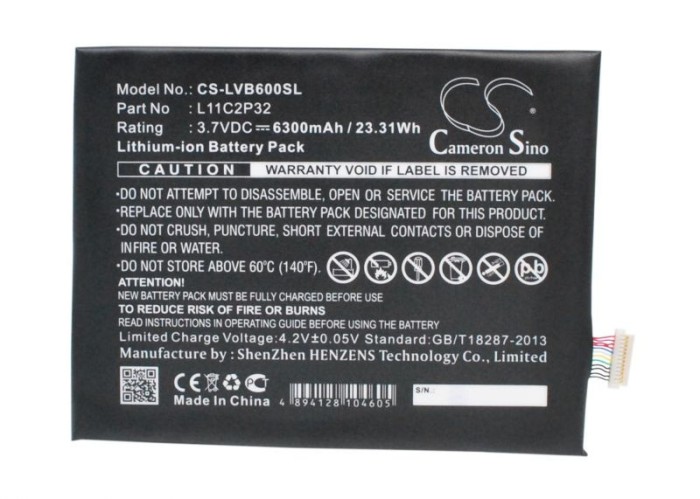 Model No.: CS-LVB600SL
Part No : L11C2P32
Rating : 3.7VDC⎓6300mAh / 23.31Wh
Lithium-ion Battery Pack
CS
Cameron Sino
CAUTION WARRANTY VOID IF LABEL IS REMOVED
•DO NOT ATTEMPT TO DISASSEMBLE, OPEN OR SERVICE THE BATTERY PACK.
•REPLACE ONLY WITH THE BATTERY PACK DESIGNATED FOR THIS PRODUCT.
•DO NOT CRUSH, PUNCTURE, SHORT EXTERNAL CONTACTS OR DISPOSE OF
IN FIRE OR WATER.
•DO NOT STORE ABOVE 60°C (140°F).
Pb
ATTENTION:
NEW BATTERY PACK MUST BE FULLY CHARGED BEFORE USE
TO REDUCE RISK OF FIRE OR BURNS
READ INSTRUCTIONS IN OPERATING GUIDE BEFORE USING BATTERY
Limited Charge Voltage:4.2V±0.05V Standard:GB/T18287-2013
Manufacturer : ShenZhen HENZENS Technology Co., Limited
CE
Made In China
4 894128 104605
S/N: